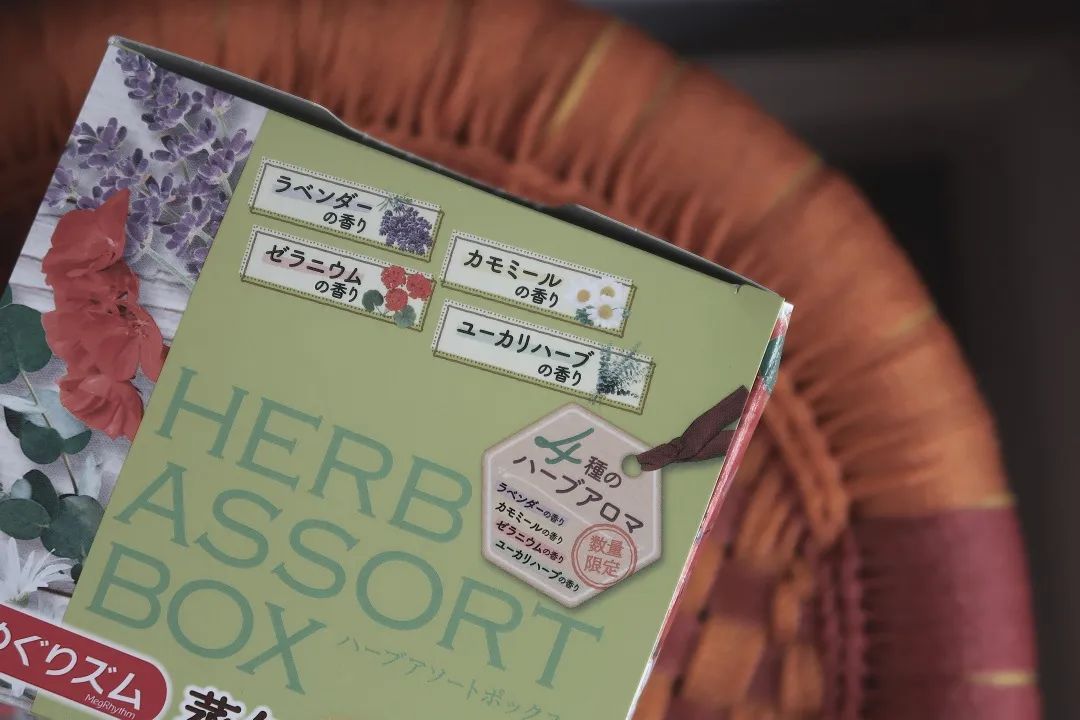 ラベンダー
の香り
ゼラニウム
の香り
カモミール
の香り
ユーカリハーブ
の香り
HERB
ASSORT
BOX
ハーブアソートボックス
4種の
ハーブアロマ
ラベンダーの香り
カモミールの香り
ゼラニウムの香り
ユーカリハーブの香り
数量
限定
めぐりズム
MegRhythm
蒸